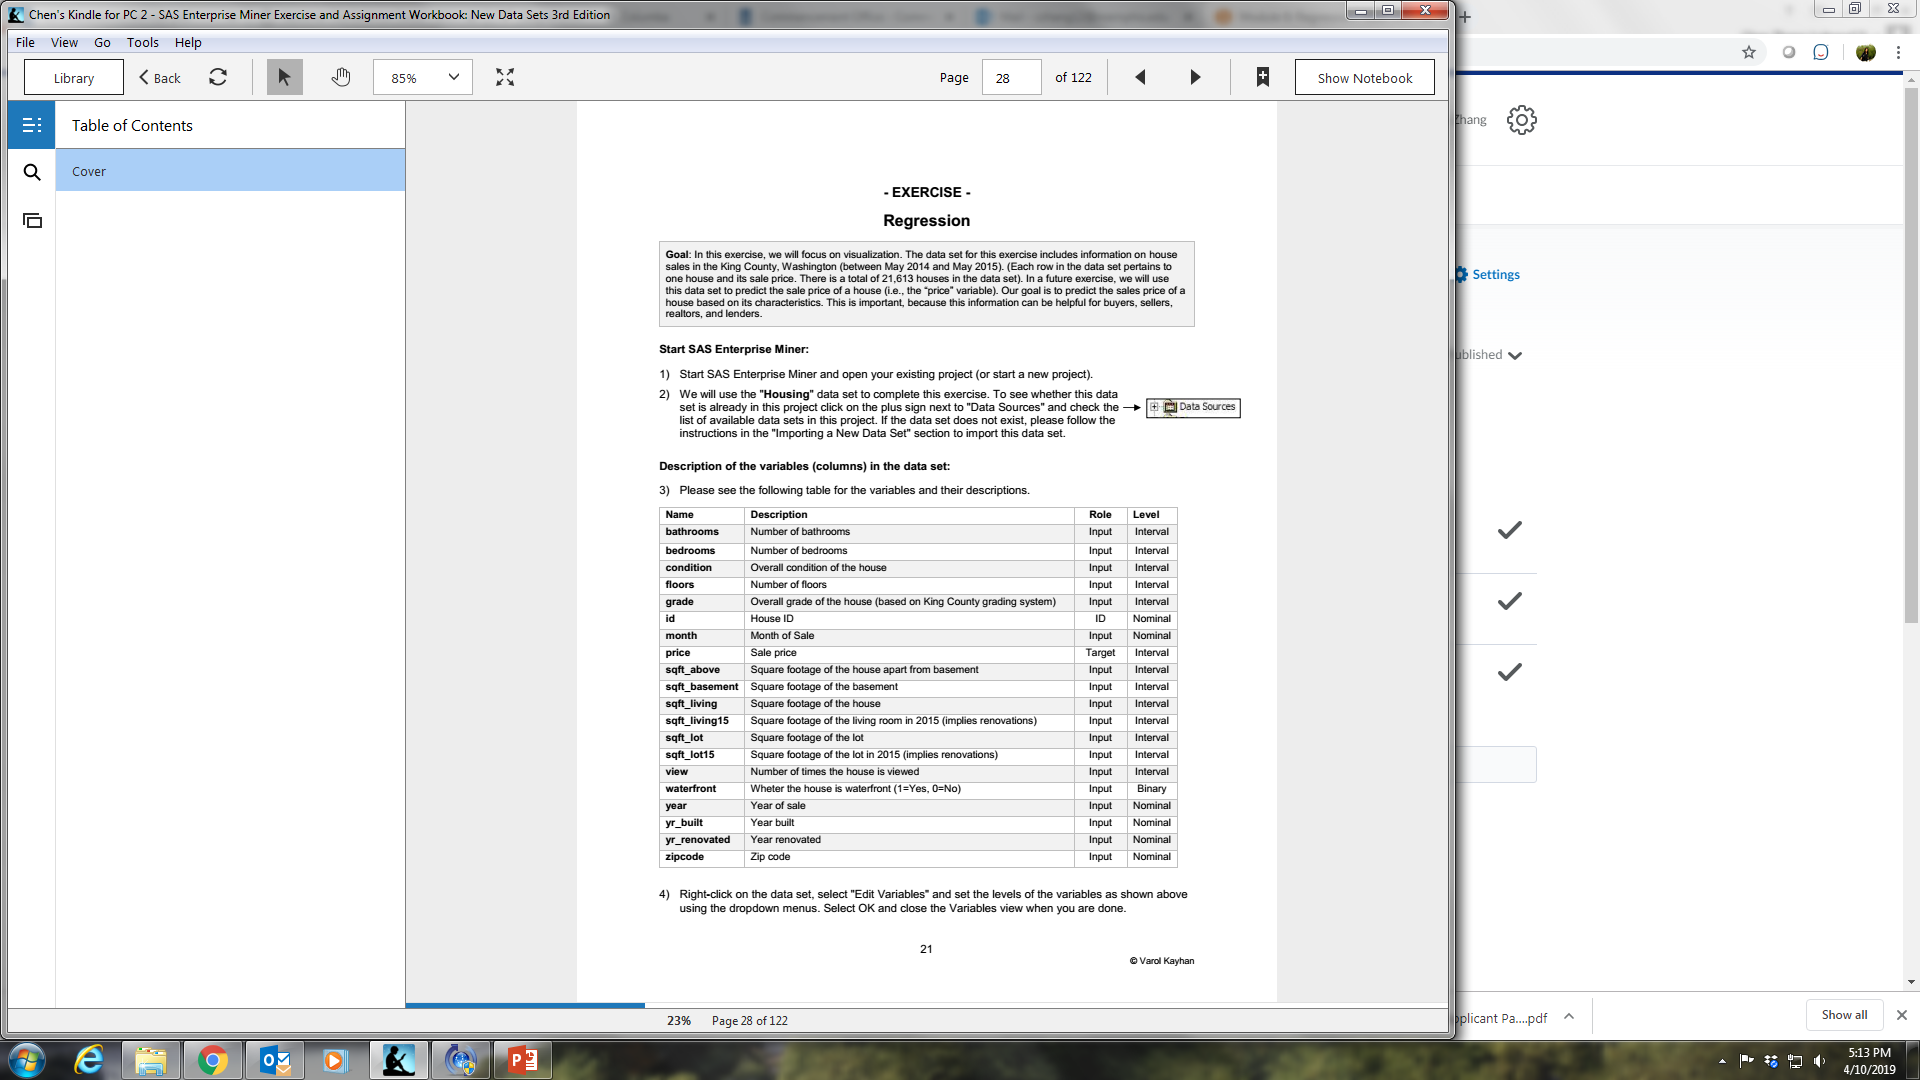 Chen's Kindle for PC 2 - SAS Enterprise Miner Exercise and Assignment Workbook: New Data Sets 3rd Edition
File View Go Tools Help
Library
Back
85%
Page 28 of 122
Show Notebook
Table of Contents
Cover
- EXERCISE -
Regression
Goal: In this exercise, we will focus on visualization. The data set for this exercise includes information on house
sales in the King County, Washington (between May 2014 and May 2015). (Each row in the data set pertains to
one house and its sale price. There is a total of 21,613 houses in the data set). In a future exercise, we will use
this data set to predict the sale price of a house (i.e., the "price" variable). Our goal is to predict the sales price of a
house based on its characteristics. This is important, because this information can be helpful for buyers, sellers,
realtors, and lenders.
Start SAS Enterprise Miner:
1) Start SAS Enterprise Miner and open your existing project (or start a new project).
2) We will use the "Housing" data set to complete this exercise. To see whether this data
set is already in this project click on the plus sign next to "Data Sources" and check the
list of available data sets in this project. If the data set does not exist, please follow the
instructions in the "Importing a New Data Set" section to import this data set.
Data Sources
Description of the variables (columns) in the data set:
3) Please see the following table for the variables and their descriptions.
Name Description Role Level
bathrooms Number of bathrooms Input Interval
bedrooms Number of bedrooms Input Interval
condition Overall condition of the house Input Interval
floors Number of floors Input Interval
grade Overall grade of the house (based on King County grading system) Input Interval
id House ID ID Nominal
month Month of Sale Input Nominal
price Sale price Target Interval
sqft_above Square footage of the house apart from basement Input Interval
sqft_basement Square footage of the basement Input Interval
sqft_living Square footage of the house Input Interval
sqft_living15 Square footage of the living room in 2015 (implies renovations) Input Interval
sqft_lot Square footage of the lot Input Interval
sqft_lot15 Square footage of the lot in 2015 (implies renovations) Input Interval
view Number of times the house is viewed Input Interval
waterfront Wheter the house is waterfront (1=Yes, 0=No) Input Binary
year Year of sale Input Nominal
yr_built Year built Input Nominal
yr_renovated Year renovated Input Nominal
zipcode Zip code Input Nominal
4) Right-click on the data set, select "Edit Variables" and set the levels of the variables as shown above
using the dropdown menus. Select OK and close the Variables view when you are done.
21
© Varol Kayhan
23% Page 28 of 122
Zhang
Settings
ublished
plicant Pa....pdf
Show all
5:13 PM
4/10/2019